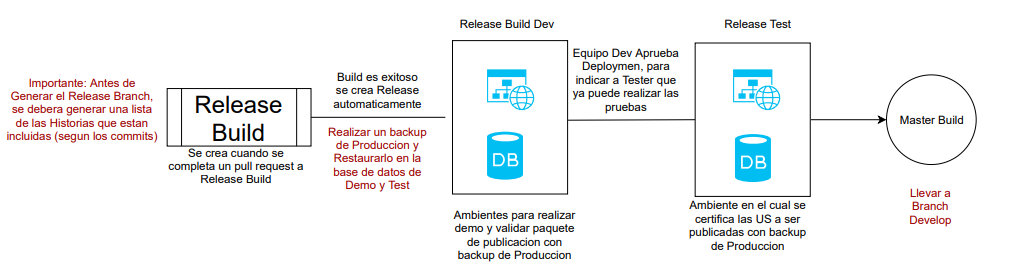 Importante: Antes de
Generar el Release Branch,
se debera generar una lista
de las Historias que estan
incluidas (segun los commits)
Release
Build
Se crea cuando se
completa un pull request a
Release Build
Build es exitoso
se crea Release
automaticamente
Realizar un backup
de Produccion y
Restaurarlo en la
base de datos de
Demo y Test
Release Build Dev
DB
Ambientes para realizar
demo y validar paquete
de publicacion con
backup de Produccion
Equipo Dev Aprueba
Deploymen, para
indicar a Tester que
ya puede realizar las
pruebas
Release Test
DB
Ambiente en el cual se
certifica las US a ser
publicadas con backup
de Produccion
Master Build
Llevar a
Branch
Develop